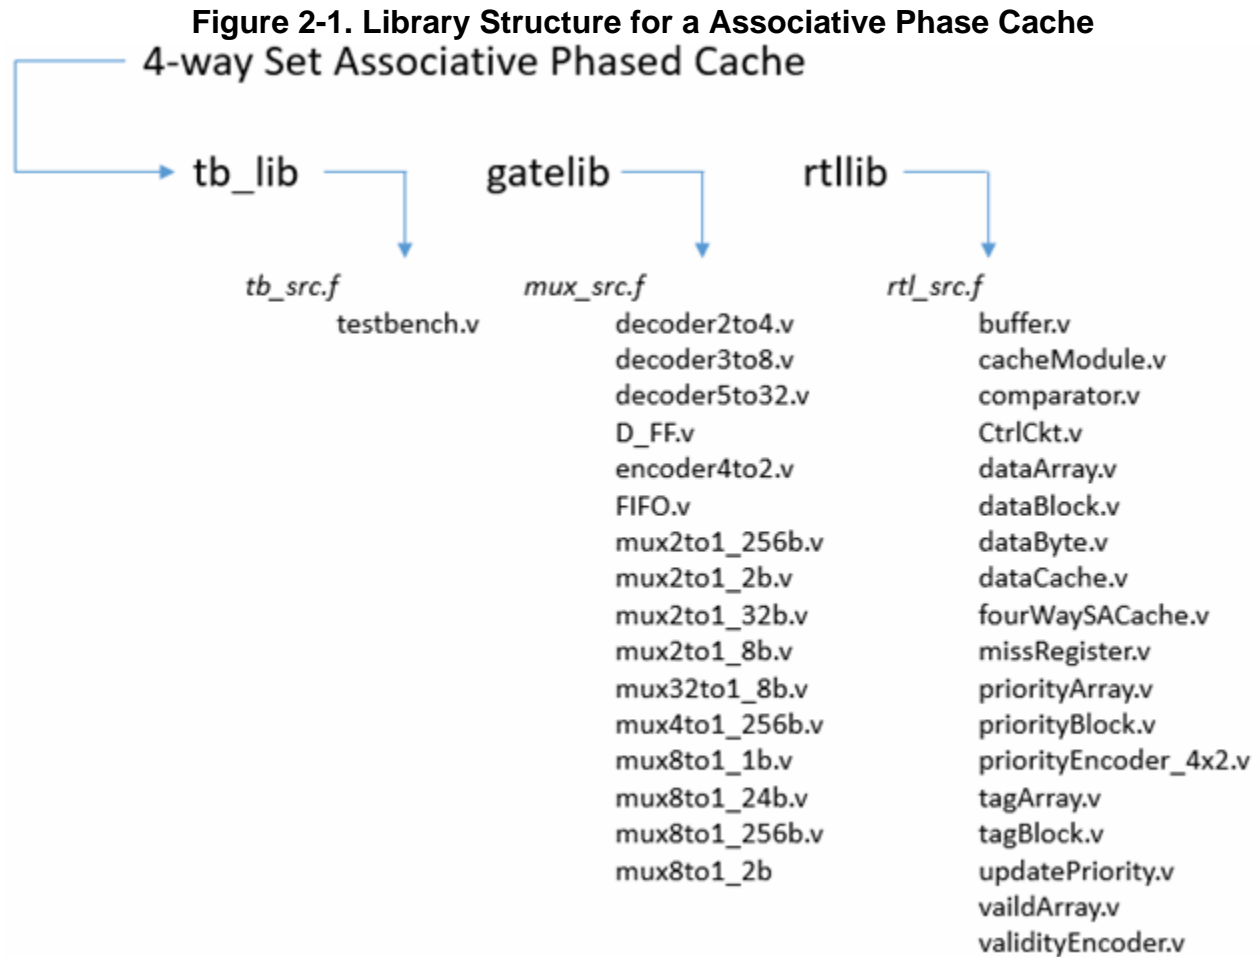 Figure 2-1. Library Structure for a Associative Phase Cache
4-way Set Associative Phased Cache
tb_lib
gatelib
rtllib
tb_src.f
testbench.v
mux_src.f
decoder2to4.v
decoder3to8.v
decoder5to32.v
D_FF.v
encoder4to2.v
FIFO.v
mux2to1_256b.v
mux2to1_2b.v
mux2to1_32b.v
mux2to1_8b.v
mux32to1_8b.v
mux4to1_256b.v
mux8to1_1b.v
mux8to1_24b.v
mux8to1_256b.v
mux8to1_2b
rtl_src.f
buffer.v
cacheModule.v
comparator.v
CtrlCkt.v
dataArray.v
dataBlock.v
dataByte.v
dataCache.v
fourWaySACache.v
missRegister.v
priorityArray.v
priorityBlock.v
priorityEncoder_4x2.v
tagArray.v
tagBlock.v
updatePriority.v
vaildArray.v
validityEncoder.v